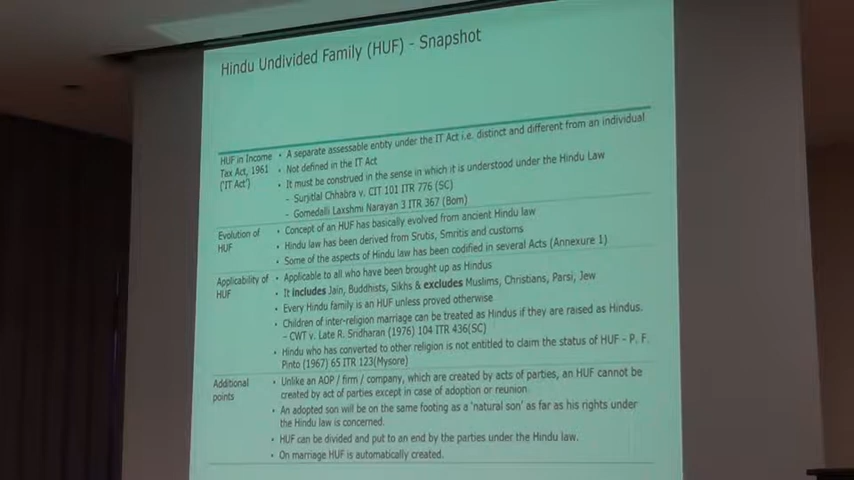 Hindu Undivided Family (HUF) - Snapshot
HUF in Income Tax Act, 1961 ('IT Act')
• A separate assessable entity under the IT Act i.e. distinct and different from an individual
• Not defined in the IT Act
• It must be construed in the sense in which it is understood under the Hindu Law
- Surjitlal Chhabra v. CIT 101 ITR 776 (SC)
- Gomedalli Laxshmi Narayan 3 ITR 367 (Bom)
Evolution of HUF
• Concept of an HUF has basically evolved from ancient Hindu law
• Hindu law has been derived from Srutis, Smritis and customs
• Some of the aspects of Hindu law has been codified in several Acts (Annexure 1)
Applicability of HUF
• Applicable to all who have been brought up as Hindus
• It includes Jain, Buddhists, Sikhs & excludes Muslims, Christians, Parsi, Jew
• Every Hindu family is an HUF unless proved otherwise
• Children of inter-religion marriage can be treated as Hindus if they are raised as Hindus.
– CWT v. Late R. Sridharan (1976) 104 ITR 436(SC)
• Hindu who has converted to other religion is not entitled to claim the status of HUF - P. F.
Pinto (1967) 65 ITR 123(Mysore)
Additional points
• Unlike an AOP / firm / company, which are created by acts of parties, an HUF cannot be
created by act of parties except in case of adoption or reunion.
• An adopted son will be on the same footing as a 'natural son' as far as his rights under
the Hindu law is concerned.
• HUF can be divided and put to an end by the parties under the Hindu law.
• On marriage HUF is automatically created.